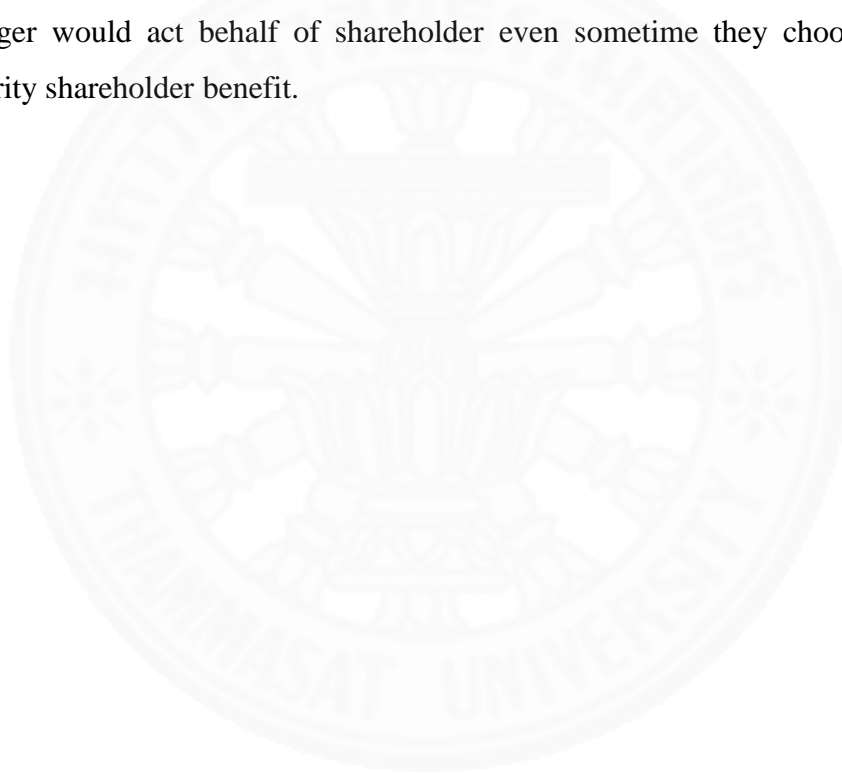 ger would act behalf of shareholder even sometime they choo
rity shareholder benefit.
THAMMASAT UNIVERSITY